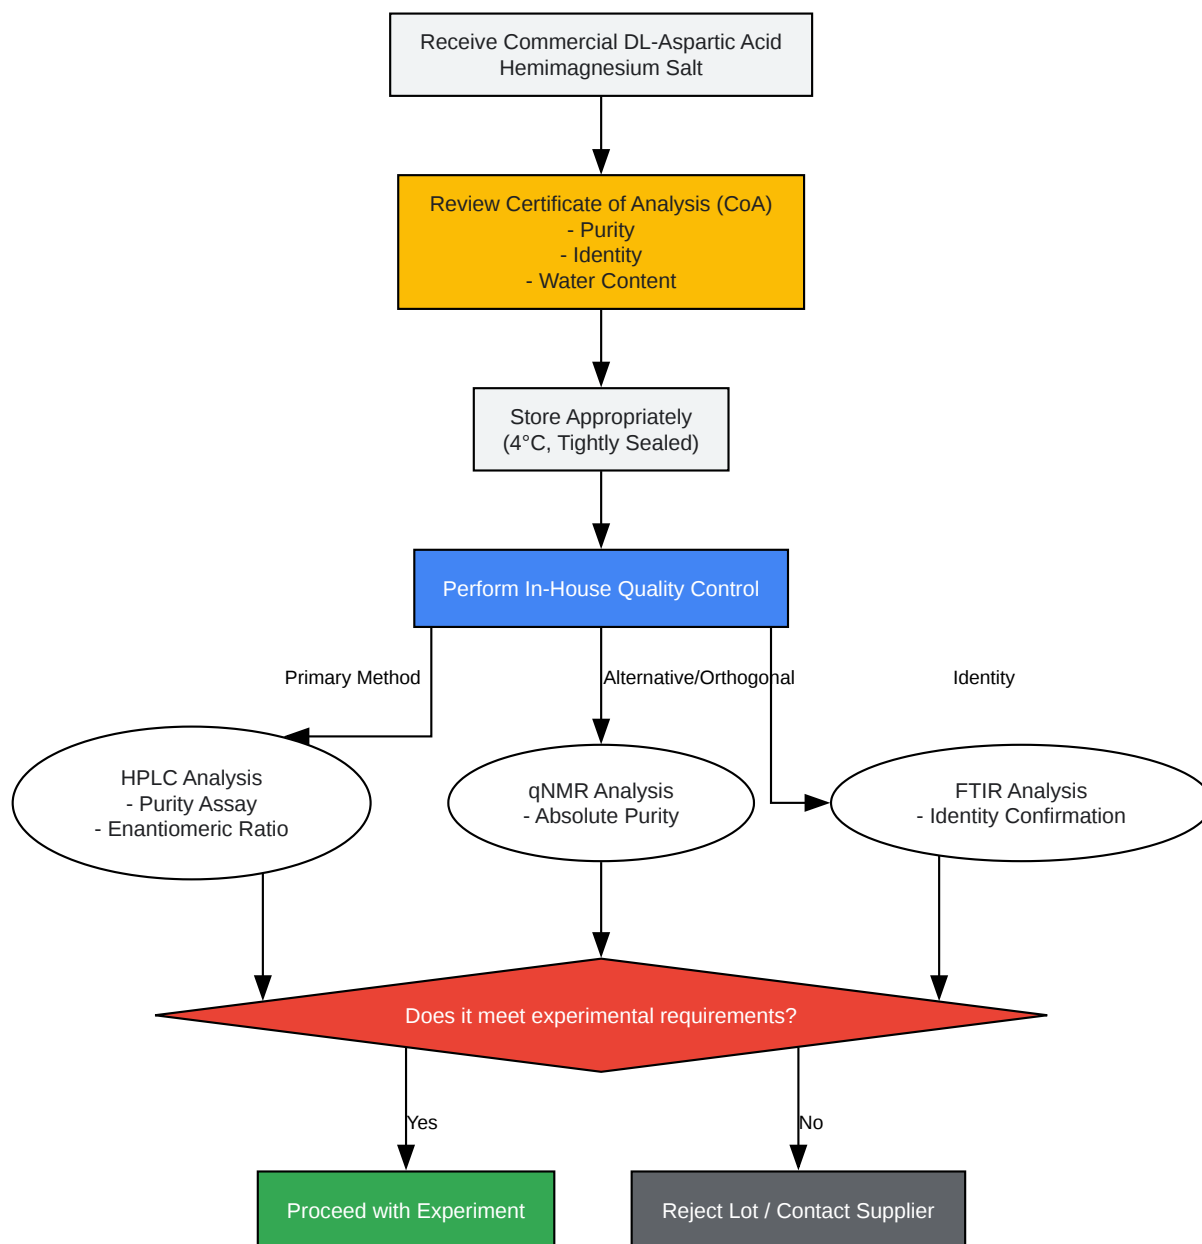 Receive Commercial DL-Aspartic Acid
Hemimagnesium Salt
Review Certificate of Analysis (CoA)
- Purity
- Identity
- Water Content
Store Appropriately
(4°C, Tightly Sealed)
Perform In-House Quality Control
Primary Method
Alternative/Orthogonal
Identity
HPLC Analysis
- Purity Assay
- Enantiomeric Ratio
qNMR Analysis
- Absolute Purity
FTIR Analysis
- Identity Confirmation
Does it meet experimental requirements?
Yes
No
Proceed with Experiment
Reject Lot / Contact Supplier